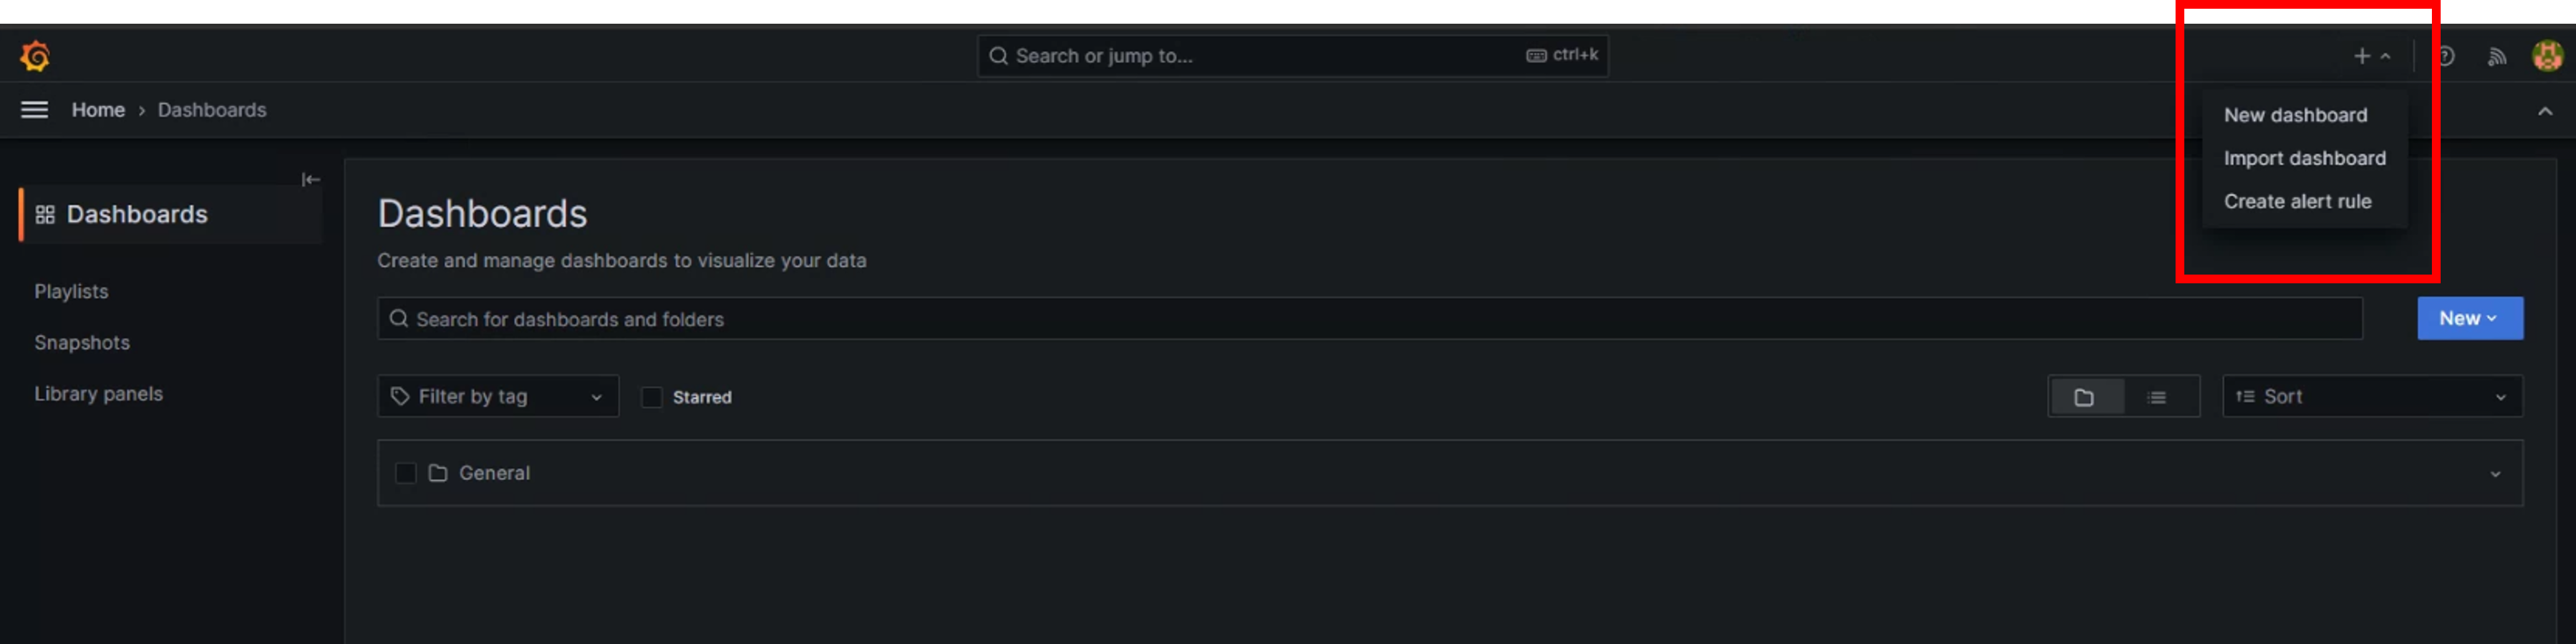 Search or jump to...
ctrl+k
Home > Dashboards
New dashboard
Import dashboard
Create alert rule
Dashboards
Playlists
Snapshots
Library panels
Dashboards
Create and manage dashboards to visualize your data
Search for dashboards and folders
New
Filter by tag
Starred
Sort
General